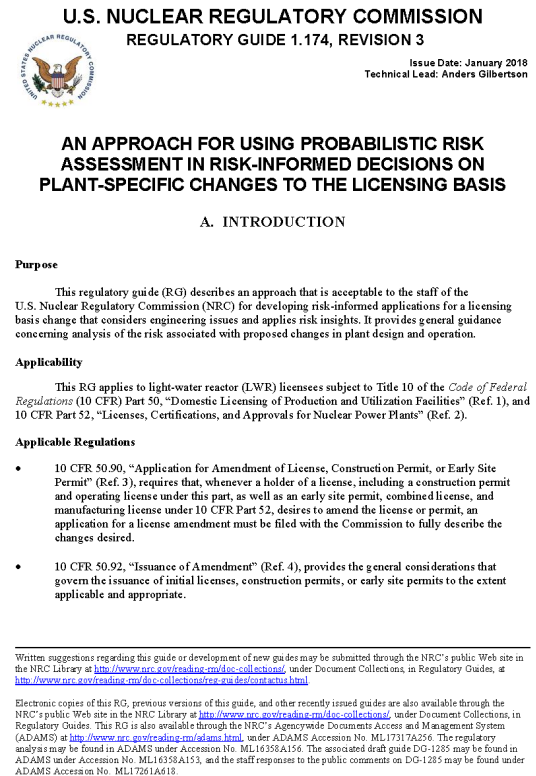 U.S. NUCLEAR REGULATORY COMMISSION
REGULATORY GUIDE 1.174, REVISION 3
Issue Date: January 2018
Technical Lead: Anders Gilbertson
UNITED STATES NUCLEAR REGULATORY COMMISSION
AN APPROACH FOR USING PROBABILISTIC RISK
ASSESSMENT IN RISK-INFORMED DECISIONS ON
PLANT-SPECIFIC CHANGES TO THE LICENSING BASIS
A. INTRODUCTION
Purpose
This regulatory guide (RG) describes an approach that is acceptable to the staff of the
U.S. Nuclear Regulatory Commission (NRC) for developing risk-informed applications for a licensing
basis change that considers engineering issues and applies risk insights. It provides general guidance
concerning analysis of the risk associated with proposed changes in plant design and operation.
Applicability
This RG applies to light-water reactor (LWR) licensees subject to Title 10 of the Code of Federal
Regulations (10 CFR) Part 50, “Domestic Licensing of Production and Utilization Facilities” (Ref. 1), and
10 CFR Part 52, “Licenses, Certifications, and Approvals for Nuclear Power Plants” (Ref. 2).
Applicable Regulations
• 10 CFR 50.90, “Application for Amendment of License, Construction Permit, or Early Site
Permit” (Ref. 3), requires that, whenever a holder of a license, including a construction permit
and operating license under this part, as well as an early site permit, combined license, and
manufacturing license under 10 CFR Part 52, desires to amend the license or permit, an
application for a license amendment must be filed with the Commission to fully describe the
changes desired.
• 10 CFR 50.92, “Issuance of Amendment” (Ref. 4), provides the general considerations that
govern the issuance of initial licenses, construction permits, or early site permits to the extent
applicable and appropriate.
Written suggestions regarding this guide or development of new guides may be submitted through the NRC’s public Web site in
the NRC Library at http://www.nrc.gov/reading-rm/doc-collections/, under Document Collections, in Regulatory Guides, at
http://www.nrc.gov/reading-rm/doc-collections/reg-guides/contactus.html.
Electronic copies of this RG, previous versions of this guide, and other recently issued guides are also available through the
NRC’s public Web site in the NRC Library at http://www.nrc.gov/reading-rm/doc-collections/, under Document Collections, in
Regulatory Guides. This RG is also available through the NRC’s Agencywide Documents Access and Management System
(ADAMS) at http://www.nrc.gov/reading-rm/adams.html, under ADAMS Accession No. ML17317A256. The regulatory
analysis may be found in ADAMS under Accession No. ML16358A156. The associated draft guide DG-1285 may be found in
ADAMS under Accession No. ML16358A153, and the staff responses to the public comments on DG-1285 may be found under
ADAMS Accession No. ML17261A618.